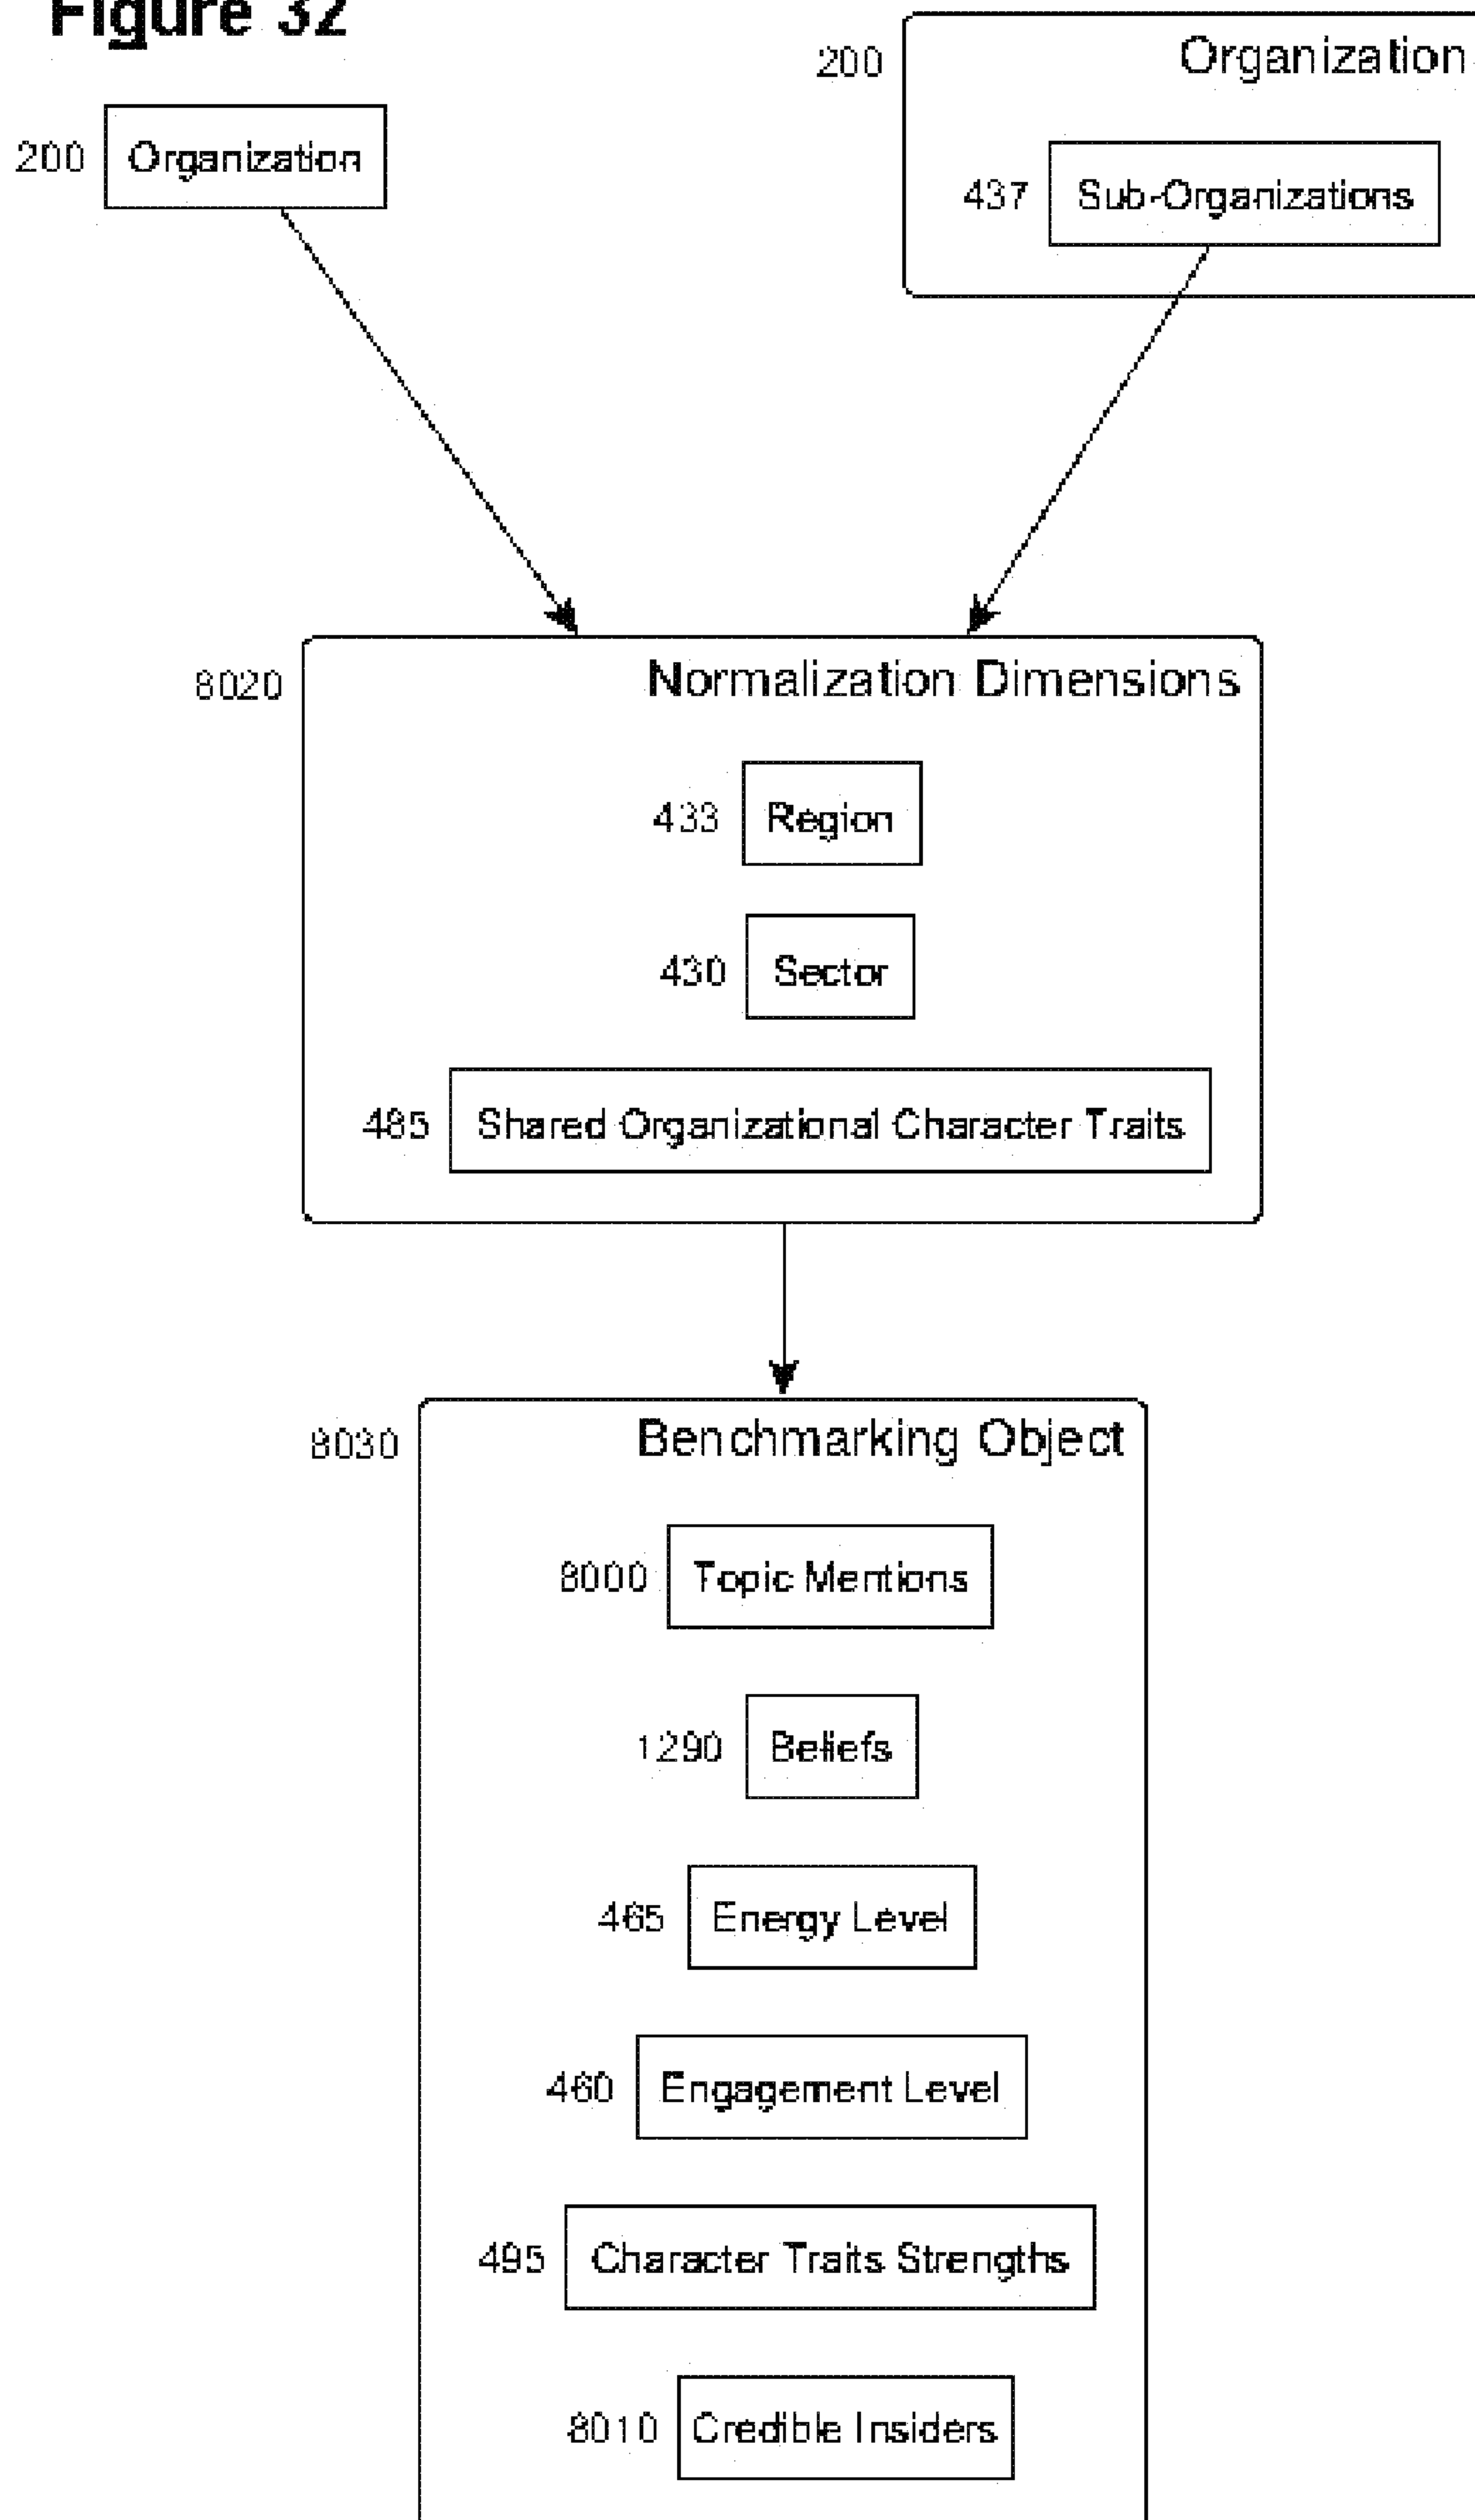 Figure 32
200 Organization
200 Organization
437 Sub-Organizations
8020 Normalization Dimensions
433 Region
430 Sector
485 Shared Organizational Character Traits
8030 Benchmarking Object
8000 Topic Mentions
1290 Beliefs
465 Energy Level
460 Engagement Level
495 Character Traits Strengths
8010 Credible Insiders